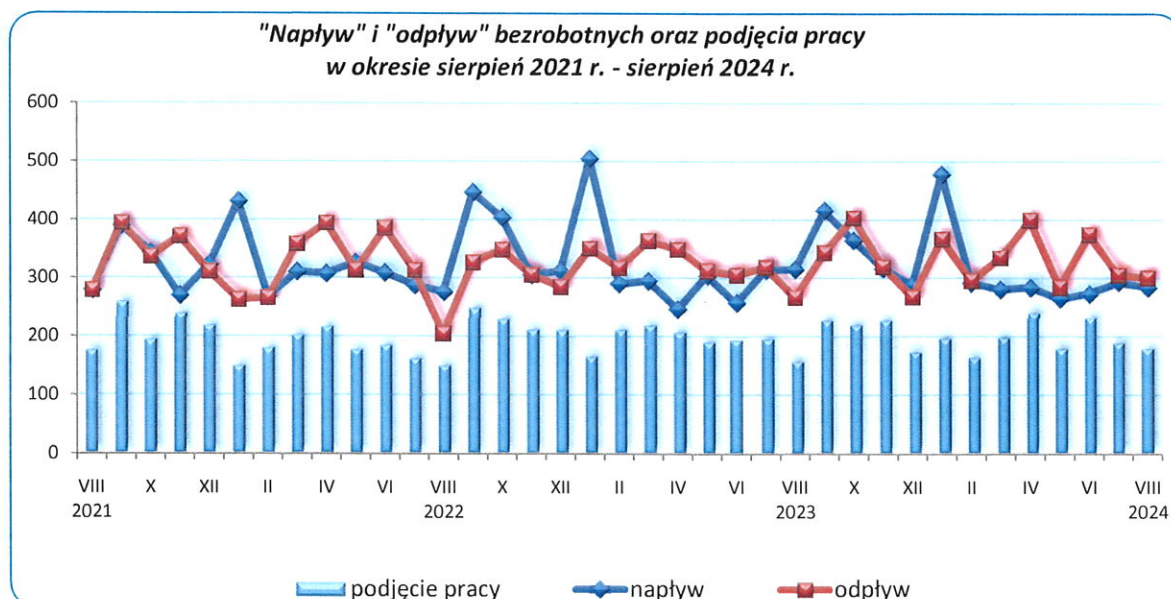 "Napływ" i "odpływ" bezrobotnych oraz podjęcia pracy
w okresie sierpień 2021 r. - sierpień 2024 r.
600
500
400
300
200
100
0
VIII X XII II IV VI VIII X XII II IV VI VIII X XII II IV VI VIII
2021 2022 2023 2024
podjęcie pracy napływ odpływ